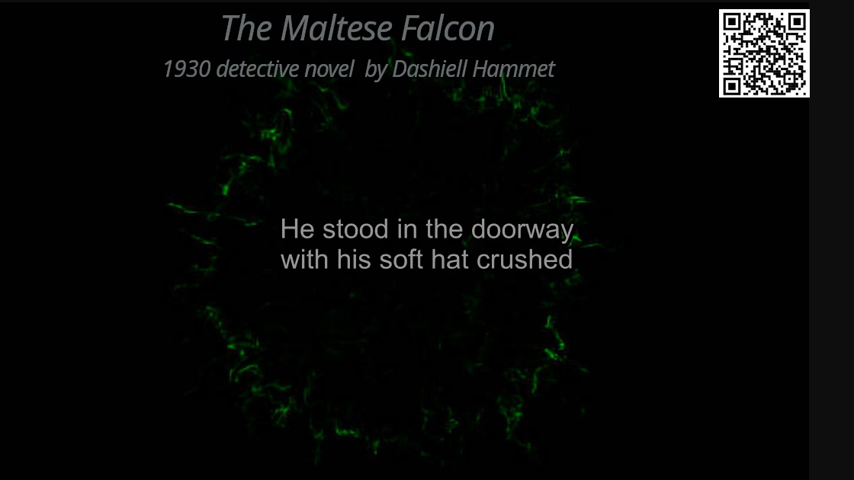 The Maltese Falcon
1930 detective novel by Dashiell Hammet
He stood in the doorway
with his soft hat crushed